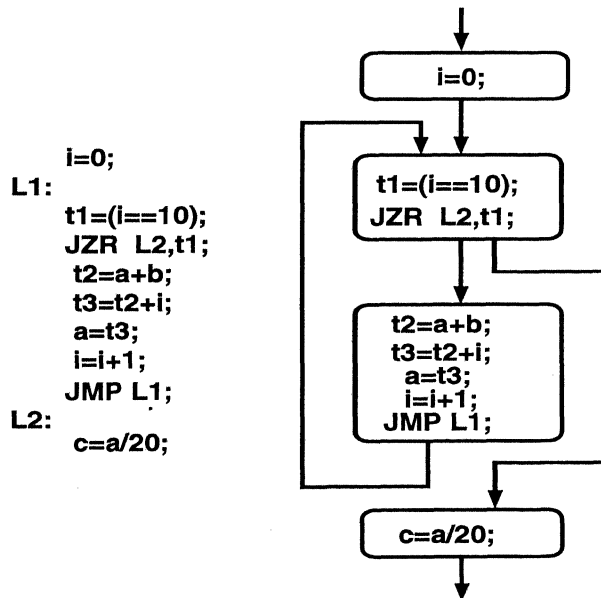 i=0;
L1:
t1=(i==10);
JZR L2,t1;
t2=a+b;
t3=t2+i;
a=t3;
i=i+1;
JMP L1;
L2:
c=a/20;
i=0;
t1=(i==10);
JZR L2,t1;
t2=a+b;
t3=t2+i;
a=t3;
i=i+1;
JMP L1;
c=a/20;